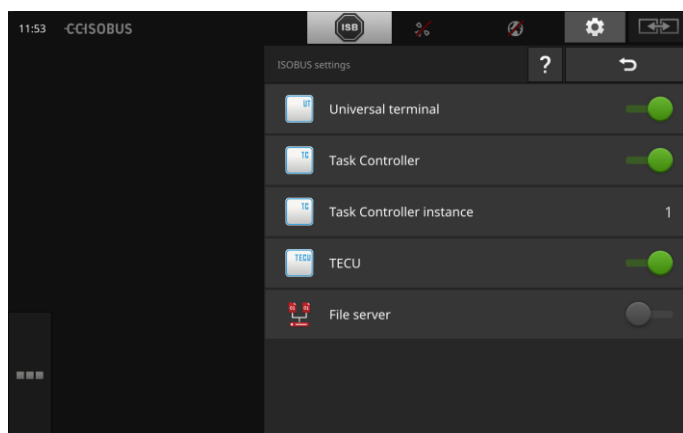 11:53 CCISOBUS ISB
ISOBUS settings ?
UT Universal terminal
TC Task Controller
TC Task Controller instance 1
TECU TECU
File server